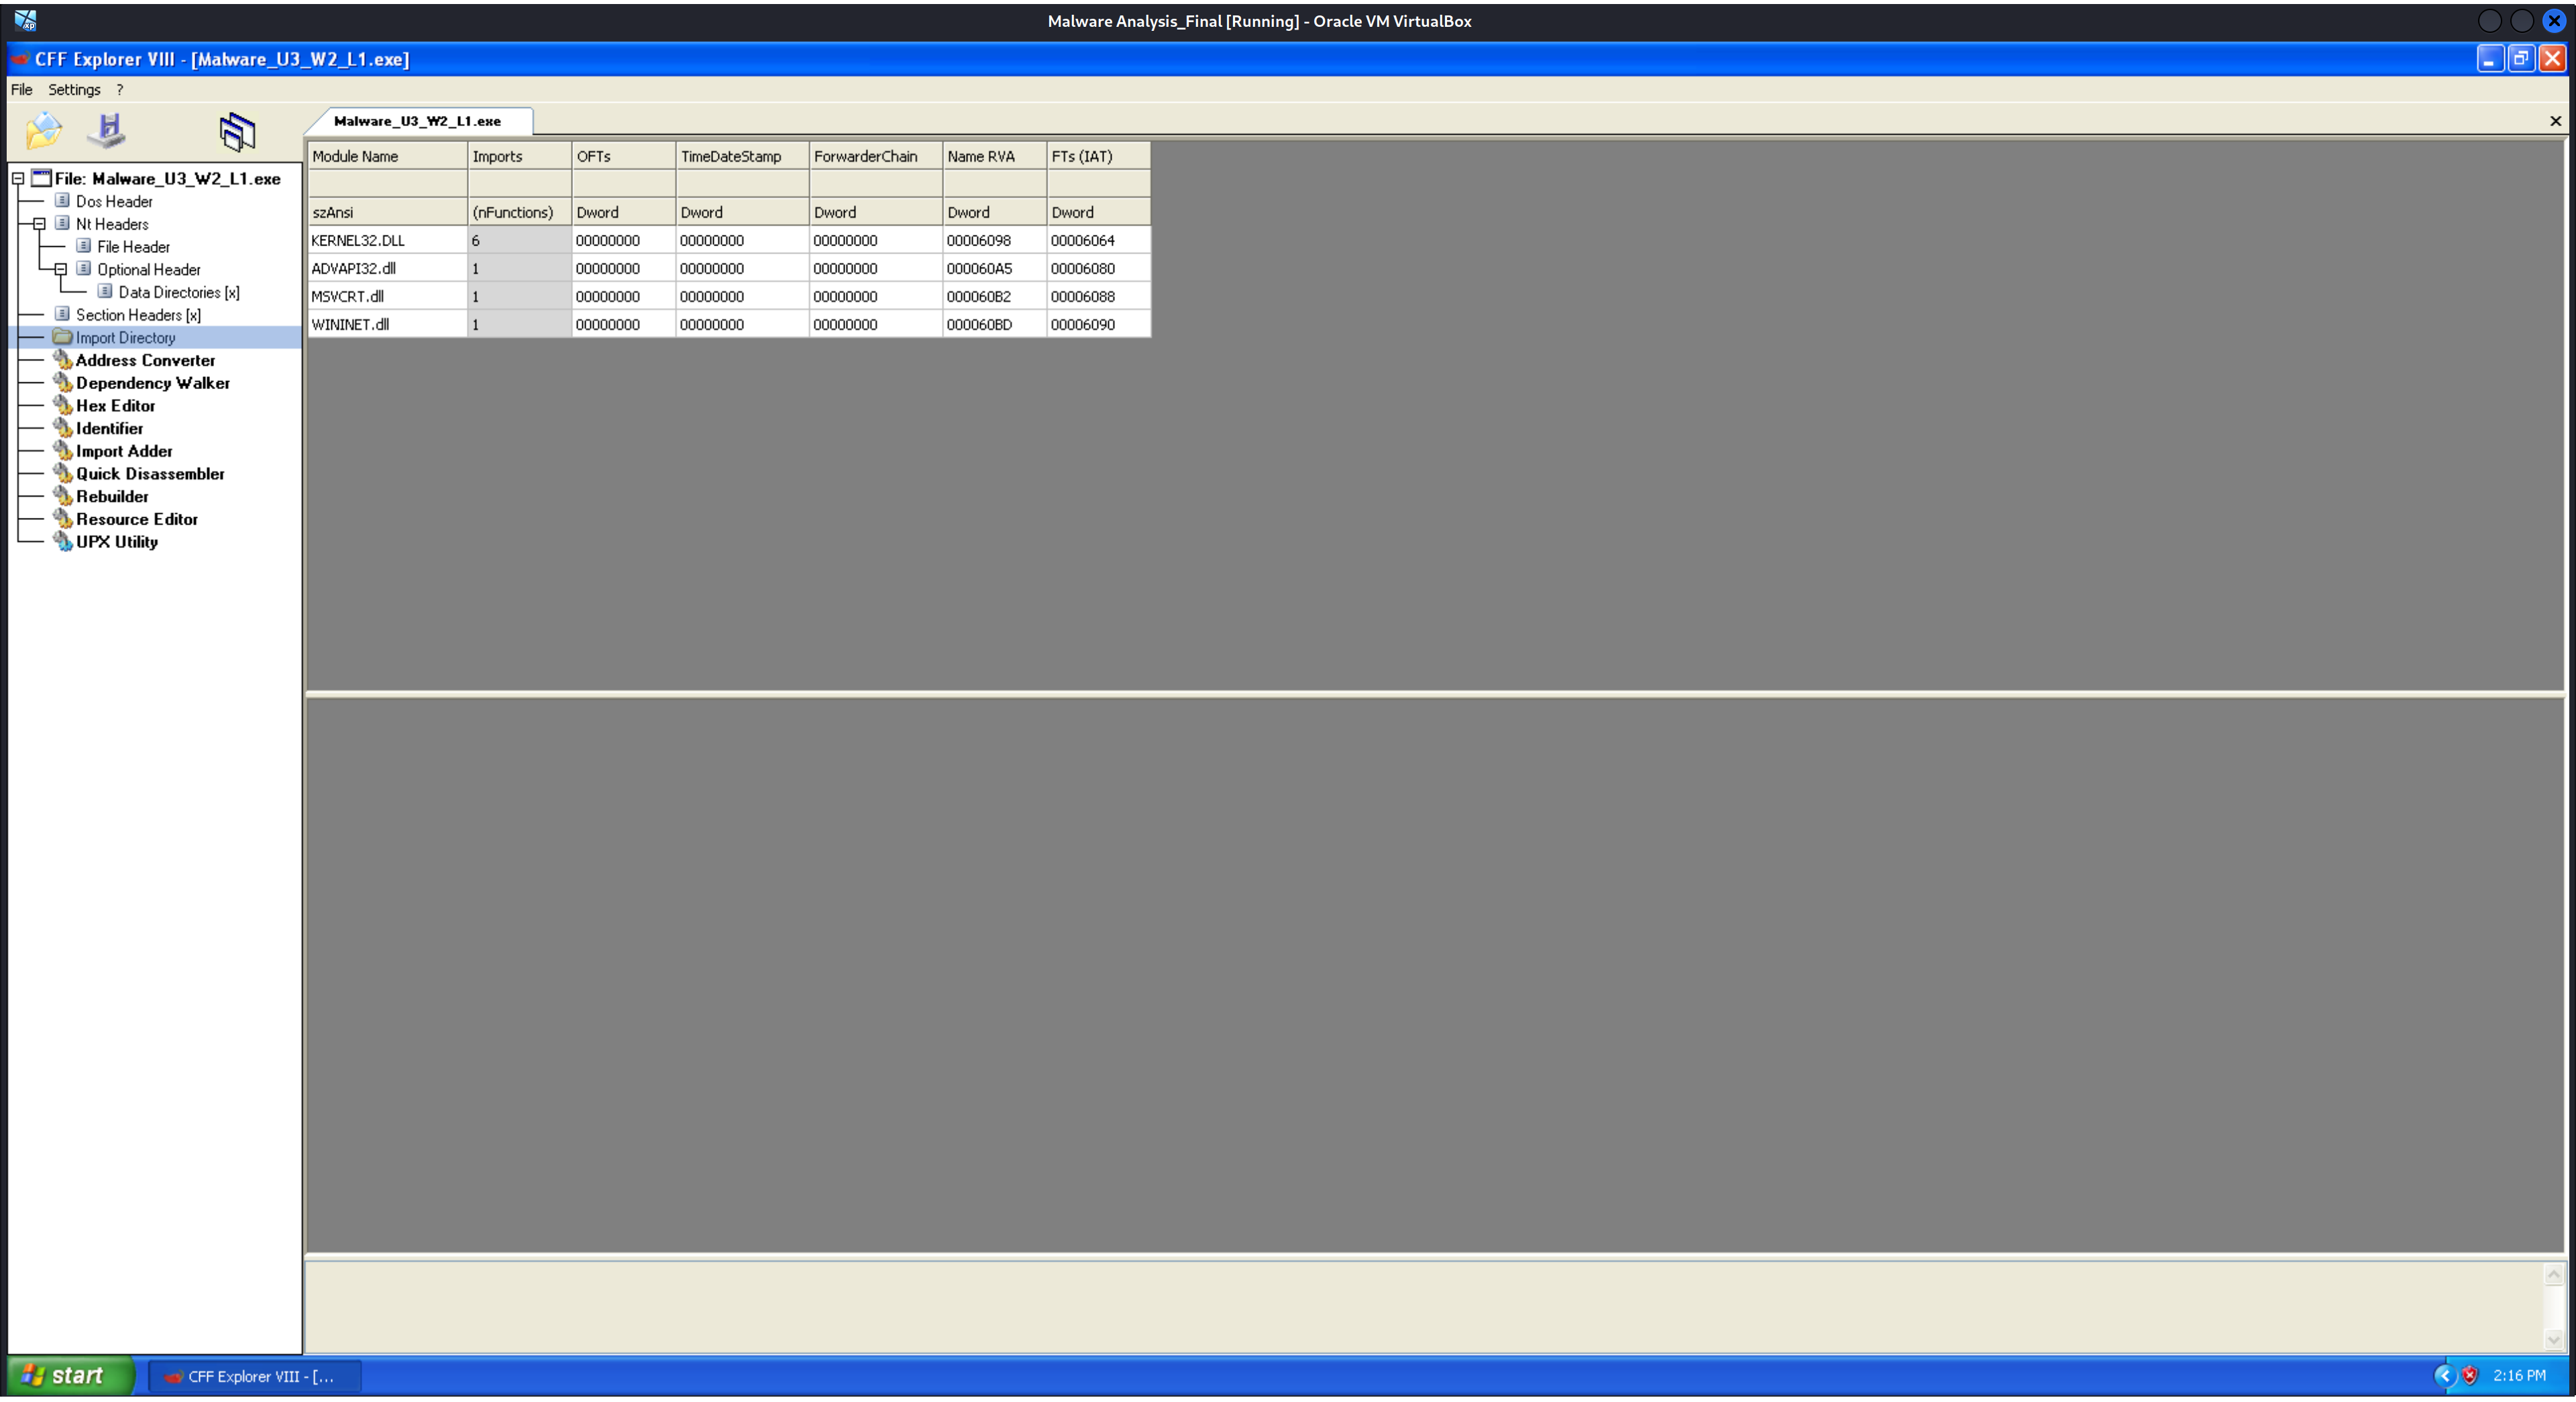 Malware Analysis_Final [Running] - Oracle VM VirtualBox
CFF Explorer VIII - [Malware_U3_W2_L1.exe]
File Settings ?
Malware_U3_W2_L1.exe
Module Name Imports OFTs TimeDateStamp ForwarderChain Name RVA FTs (IAT)
szAnsi (nFunctions) Dword Dword Dword Dword Dword
KERNEL32.DLL 6 00000000 00000000 00000000 00006098 00006064
ADVAPI32.dll 1 00000000 00000000 00000000 000060A5 00006080
MSVCRT.dll 1 00000000 00000000 00000000 000060B2 00006088
WININET.dll 1 00000000 00000000 00000000 000060BD 00006090
File: Malware_U3_W2_L1.exe
Dos Header
Nt Headers
File Header
Optional Header
Data Directories [x]
Section Headers [x]
Import Directory
Address Converter
Dependency Walker
Hex Editor
Identifier
Import Adder
Quick Disassembler
Rebuilder
Resource Editor
UPX Utility
start
CFF Explorer VIII - [...
2:16 PM